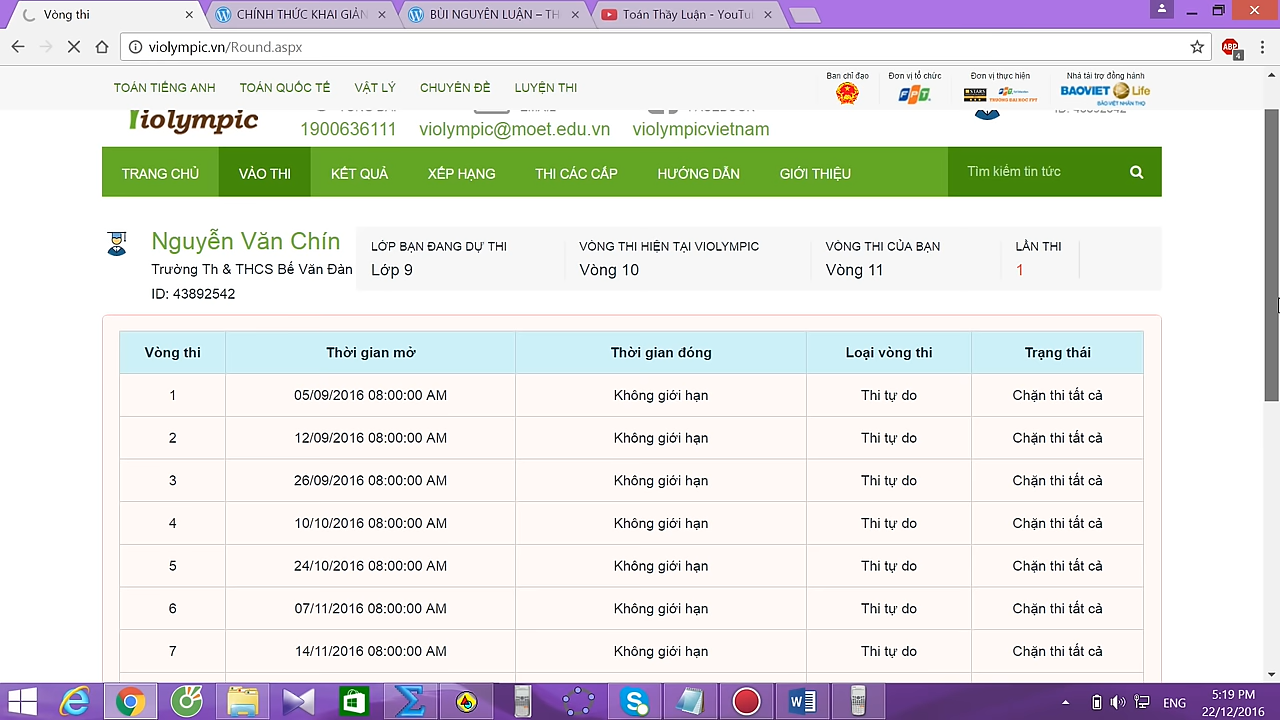 Vòng thi
CHÍNH THỨC KHAI GIẢN
BÙI NGUYÊN LUẬN – TH
Toán Thầy Luận - YouTu
violympic.vn/Round.aspx
ABP
4
TOÁN TIẾNG ANH
TOÁN QUỐC TẾ
VẬT LÝ
CHUYÊN ĐỀ
LUYỆN THI
Ban chỉ đạo
Đơn vị tổ chức
Đơn vị thực hiện
Nhà tài trợ đồng hành
FPT
BAOVIET Life
BẢO VIỆT NHÂN THỌ
Violympic
1900636111
violympic@moet.edu.vn
violympicvietnam
ID: 43892542
TRANG CHỦ
VÀO THI
KẾT QUẢ
XẾP HẠNG
THI CÁC CẤP
HƯỚNG DẪN
GIỚI THIỆU
Tìm kiếm tin tức
Nguyễn Văn Chín
Trường Th & THCS Bế Văn Đàn
ID: 43892542
LỚP BẠN ĐANG DỰ THI
VÒNG THI HIỆN TẠI VIOLYMPIC
VÒNG THI CỦA BẠN
LẦN THI
Lớp 9
Vòng 10
Vòng 11
1
Vòng thi Thời gian mở Thời gian đóng Loại vòng thi Trạng thái
1 05/09/2016 08:00:00 AM Không giới hạn Thi tự do Chặn thi tất cả
2 12/09/2016 08:00:00 AM Không giới hạn Thi tự do Chặn thi tất cả
3 26/09/2016 08:00:00 AM Không giới hạn Thi tự do Chặn thi tất cả
4 10/10/2016 08:00:00 AM Không giới hạn Thi tự do Chặn thi tất cả
5 24/10/2016 08:00:00 AM Không giới hạn Thi tự do Chặn thi tất cả
6 07/11/2016 08:00:00 AM Không giới hạn Thi tự do Chặn thi tất cả
7 14/11/2016 08:00:00 AM Không giới hạn Thi tự do Chặn thi tất cả
ENG
5:19 PM
22/12/2016